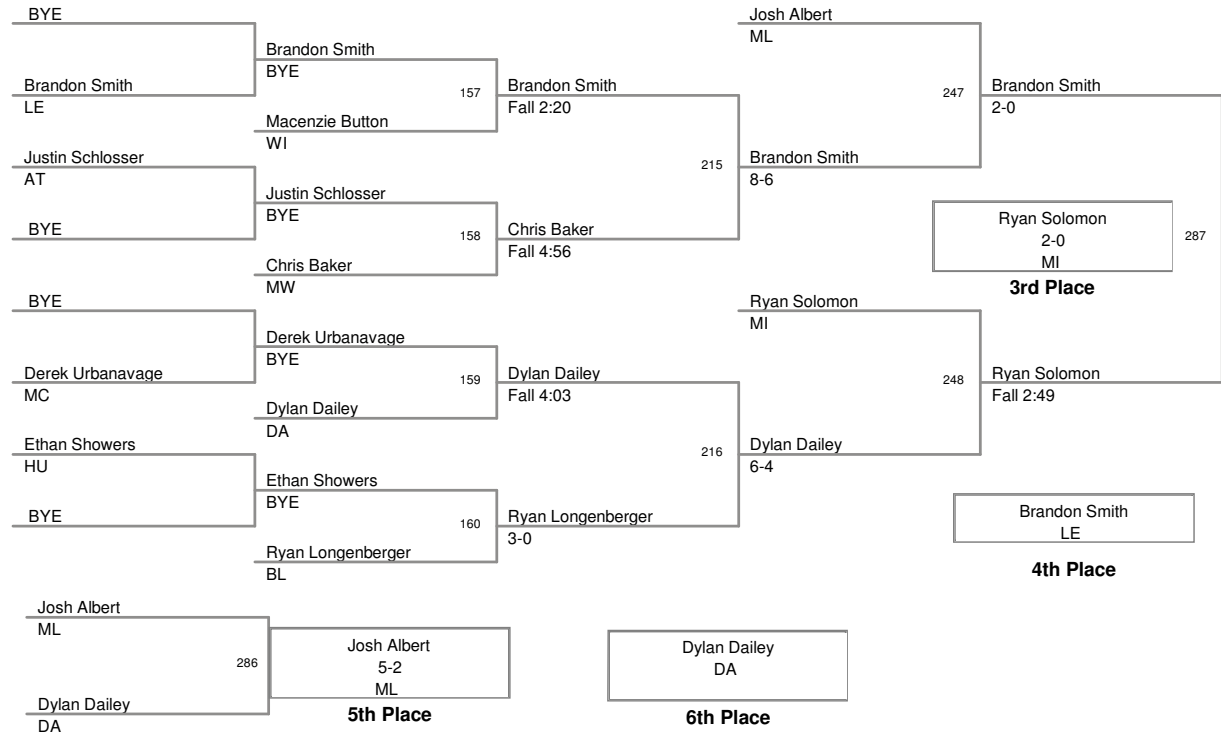 BYE
Brandon Smith
LE
Justin Schlosser
AT
BYE
BYE
Derek Urbanavage
MC
Ethan Showers
HU
BYE
Brandon Smith
BYE
157
Macenzie Button
WI
Justin Schlosser
BYE
158
Chris Baker
MW
Derek Urbanavage
BYE
159
Dylan Dailey
DA
Ethan Showers
BYE
160
Ryan Longenberger
BL
Brandon Smith
Fall 2:20
215
Chris Baker
Fall 4:56
Dylan Dailey
Fall 4:03
216
Ryan Longenberger
3-0
Josh Albert
ML
247
Brandon Smith
8-6
Ryan Solomon
MI
248
Dylan Dailey
6-4
Brandon Smith
2-0
Ryan Solomon
2-0
MI
287
3rd Place
Ryan Solomon
Fall 2:49
Brandon Smith
LE
4th Place
Josh Albert
ML
286
Dylan Dailey
DA
Josh Albert
5-2
ML
5th Place
Dylan Dailey
DA
6th Place